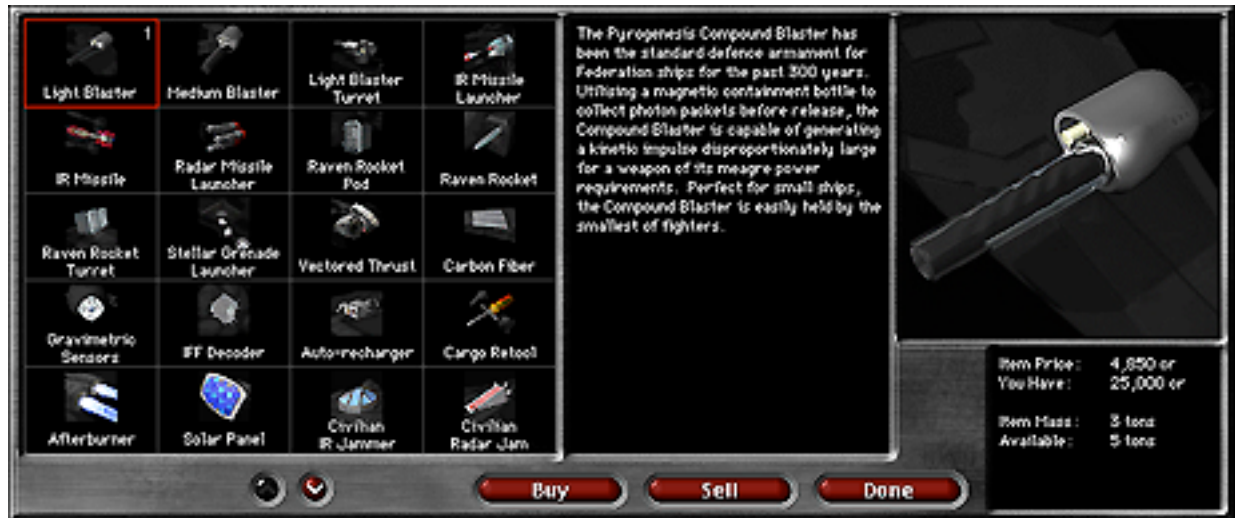 1
Light Blaster
Medium Blaster
Light Blaster
Turret
IR Missile
Launcher
IR Missile
Radar Missile
Launcher
Raven Rocket
Pod
Raven Rocket
Raven Rocket
Turret
Stellar Grenade
Launcher
Vectored Thrust
Carbon Fiber
Gravimetric
Sensors
IFF Decoder
Auto-recharger
Cargo Retool
Afterburner
Solar Panel
Civilian
IR Jammer
Civilian
Radar Jam
The Pyrogenesis Compound Blaster has
been the standard defence armament for
Federation ships for the past 300 years.
Utilising a magnetic containment bottle to
collect photon packets before release, the
Compound Blaster is capable of generating
a kinetic impulse disproportionately large
for a weapon of its meagre power
requirements. Perfect for small ships,
the Compound Blaster is easily held by the
smallest of fighters.
Item Price: 4,850 cr
You Have: 25,000 cr
Item Mass: 3 tons
Available: 5 tons
Buy
Sell
Done